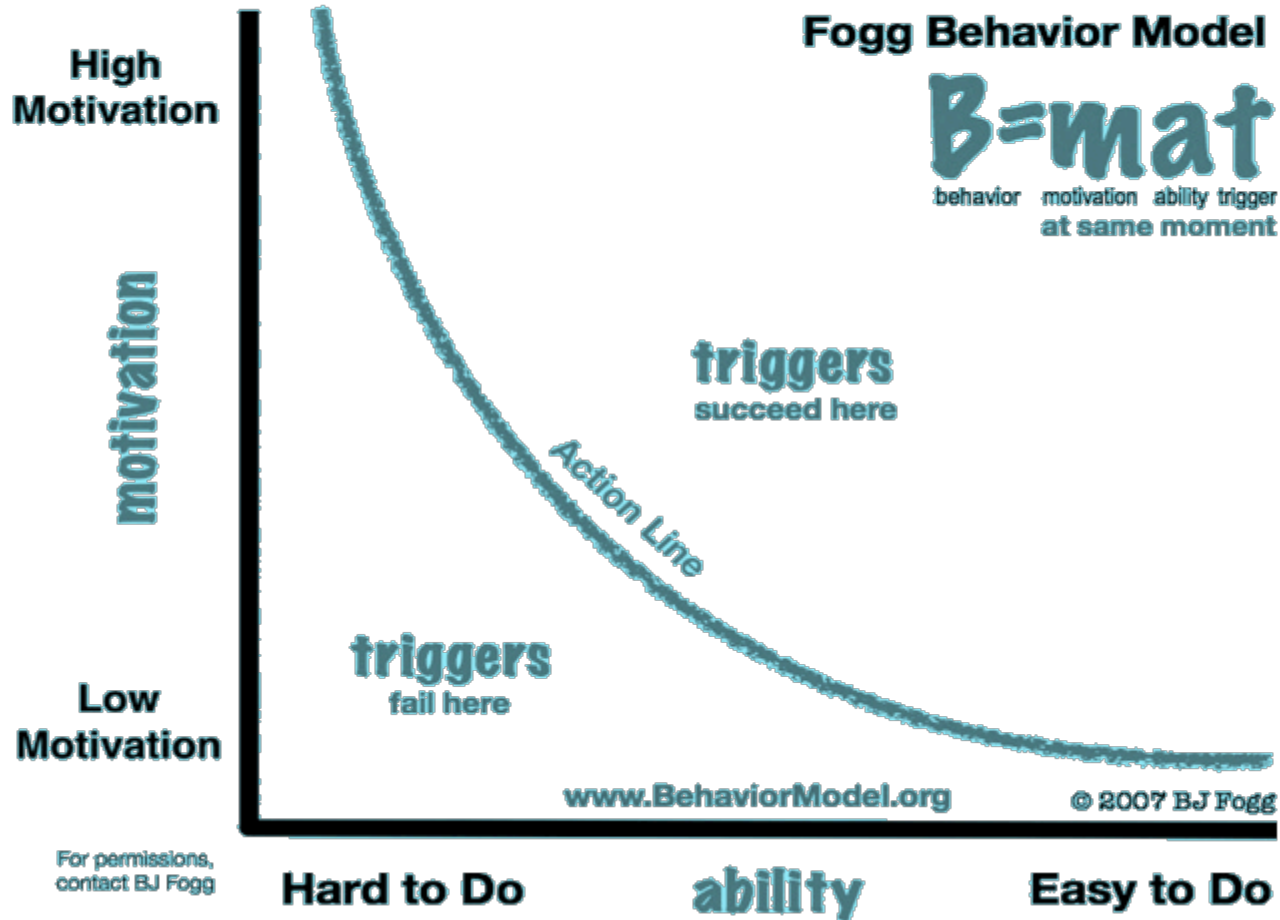 Fogg Behavior Model
B=mat
behavior motivation ability trigger
at same moment
High
Motivation
motivation
triggers
succeed here
Action Line
triggers
fail here
Low
Motivation
www.BehaviorModel.org
© 2007 BJ Fogg
For permissions,
contact BJ Fogg
Hard to Do
ability
Easy to Do